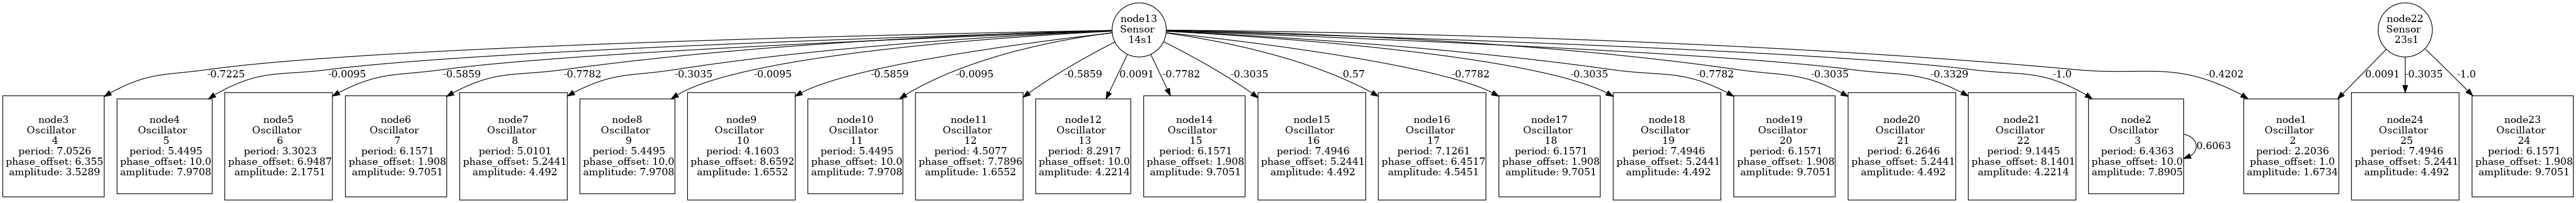 node13
Sensor
14s1
node22
Sensor
23s1
-0.7225
-0.0095
-0.5859
-0.7782
-0.3035
-0.0095
-0.5859
-0.0095
-0.5859
0.0091
-0.7782
-0.3035
0.57
-0.7782
-0.3035
-0.7782
-0.3035
-0.3329
-1.0
-0.4202
0.0091
-0.3035
-1.0
node3
Oscillator
4
period: 7.0526
phase_offset: 6.355
amplitude: 3.5289
node4
Oscillator
5
period: 5.4495
phase_offset: 10.0
amplitude: 7.9708
node5
Oscillator
6
period: 3.3023
phase_offset: 6.9487
amplitude: 2.1751
node6
Oscillator
7
period: 6.1571
phase_offset: 1.908
amplitude: 9.7051
node7
Oscillator
8
period: 5.0101
phase_offset: 5.2441
amplitude: 4.492
node8
Oscillator
9
period: 5.4495
phase_offset: 10.0
amplitude: 7.9708
node9
Oscillator
10
period: 4.1603
phase_offset: 8.6592
amplitude: 1.6552
node10
Oscillator
11
period: 5.4495
phase_offset: 10.0
amplitude: 7.9708
node11
Oscillator
12
period: 4.5077
phase_offset: 7.7896
amplitude: 1.6552
node12
Oscillator
13
period: 8.2917
phase_offset: 10.0
amplitude: 4.2214
node14
Oscillator
15
period: 6.1571
phase_offset: 1.908
amplitude: 9.7051
node15
Oscillator
16
period: 7.4946
phase_offset: 5.2441
amplitude: 4.492
node16
Oscillator
17
period: 7.1261
phase_offset: 6.4517
amplitude: 4.5451
node17
Oscillator
18
period: 6.1571
phase_offset: 1.908
amplitude: 9.7051
node18
Oscillator
19
period: 7.4946
phase_offset: 5.2441
amplitude: 4.492
node19
Oscillator
20
period: 6.1571
phase_offset: 1.908
amplitude: 9.7051
node20
Oscillator
21
period: 6.2646
phase_offset: 5.2441
amplitude: 4.492
node21
Oscillator
22
period: 9.1445
phase_offset: 8.1401
amplitude: 4.2214
node2
Oscillator
3
period: 6.4363
phase_offset: 10.0
amplitude: 7.8905
0.6063
node1
Oscillator
2
period: 2.2036
phase_offset: 1.0
amplitude: 1.6734
node24
Oscillator
25
period: 7.4946
phase_offset: 5.2441
amplitude: 4.492
node23
Oscillator
24
period: 6.1571
phase_offset: 1.908
amplitude: 9.7051